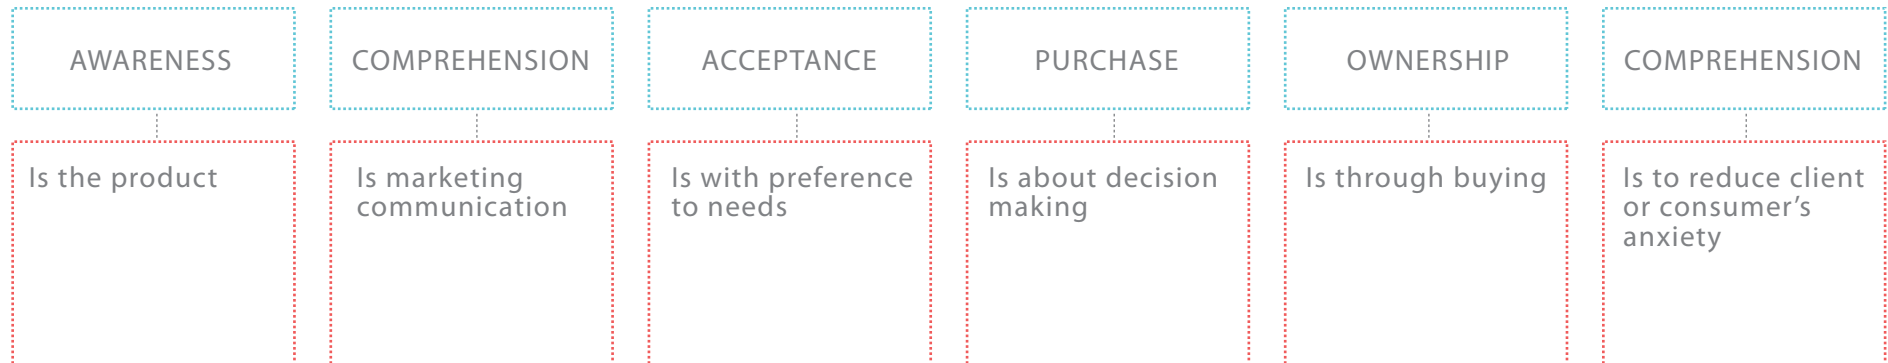 AWARENESS
COMPREHENSION
ACCEPTANCE
PURCHASE
OWNERSHIP
COMPREHENSION
Is the product
Is marketing
communication
Is with preference
to needs
Is about decision
making
Is through buying
Is to reduce client
or consumer’s
anxiety